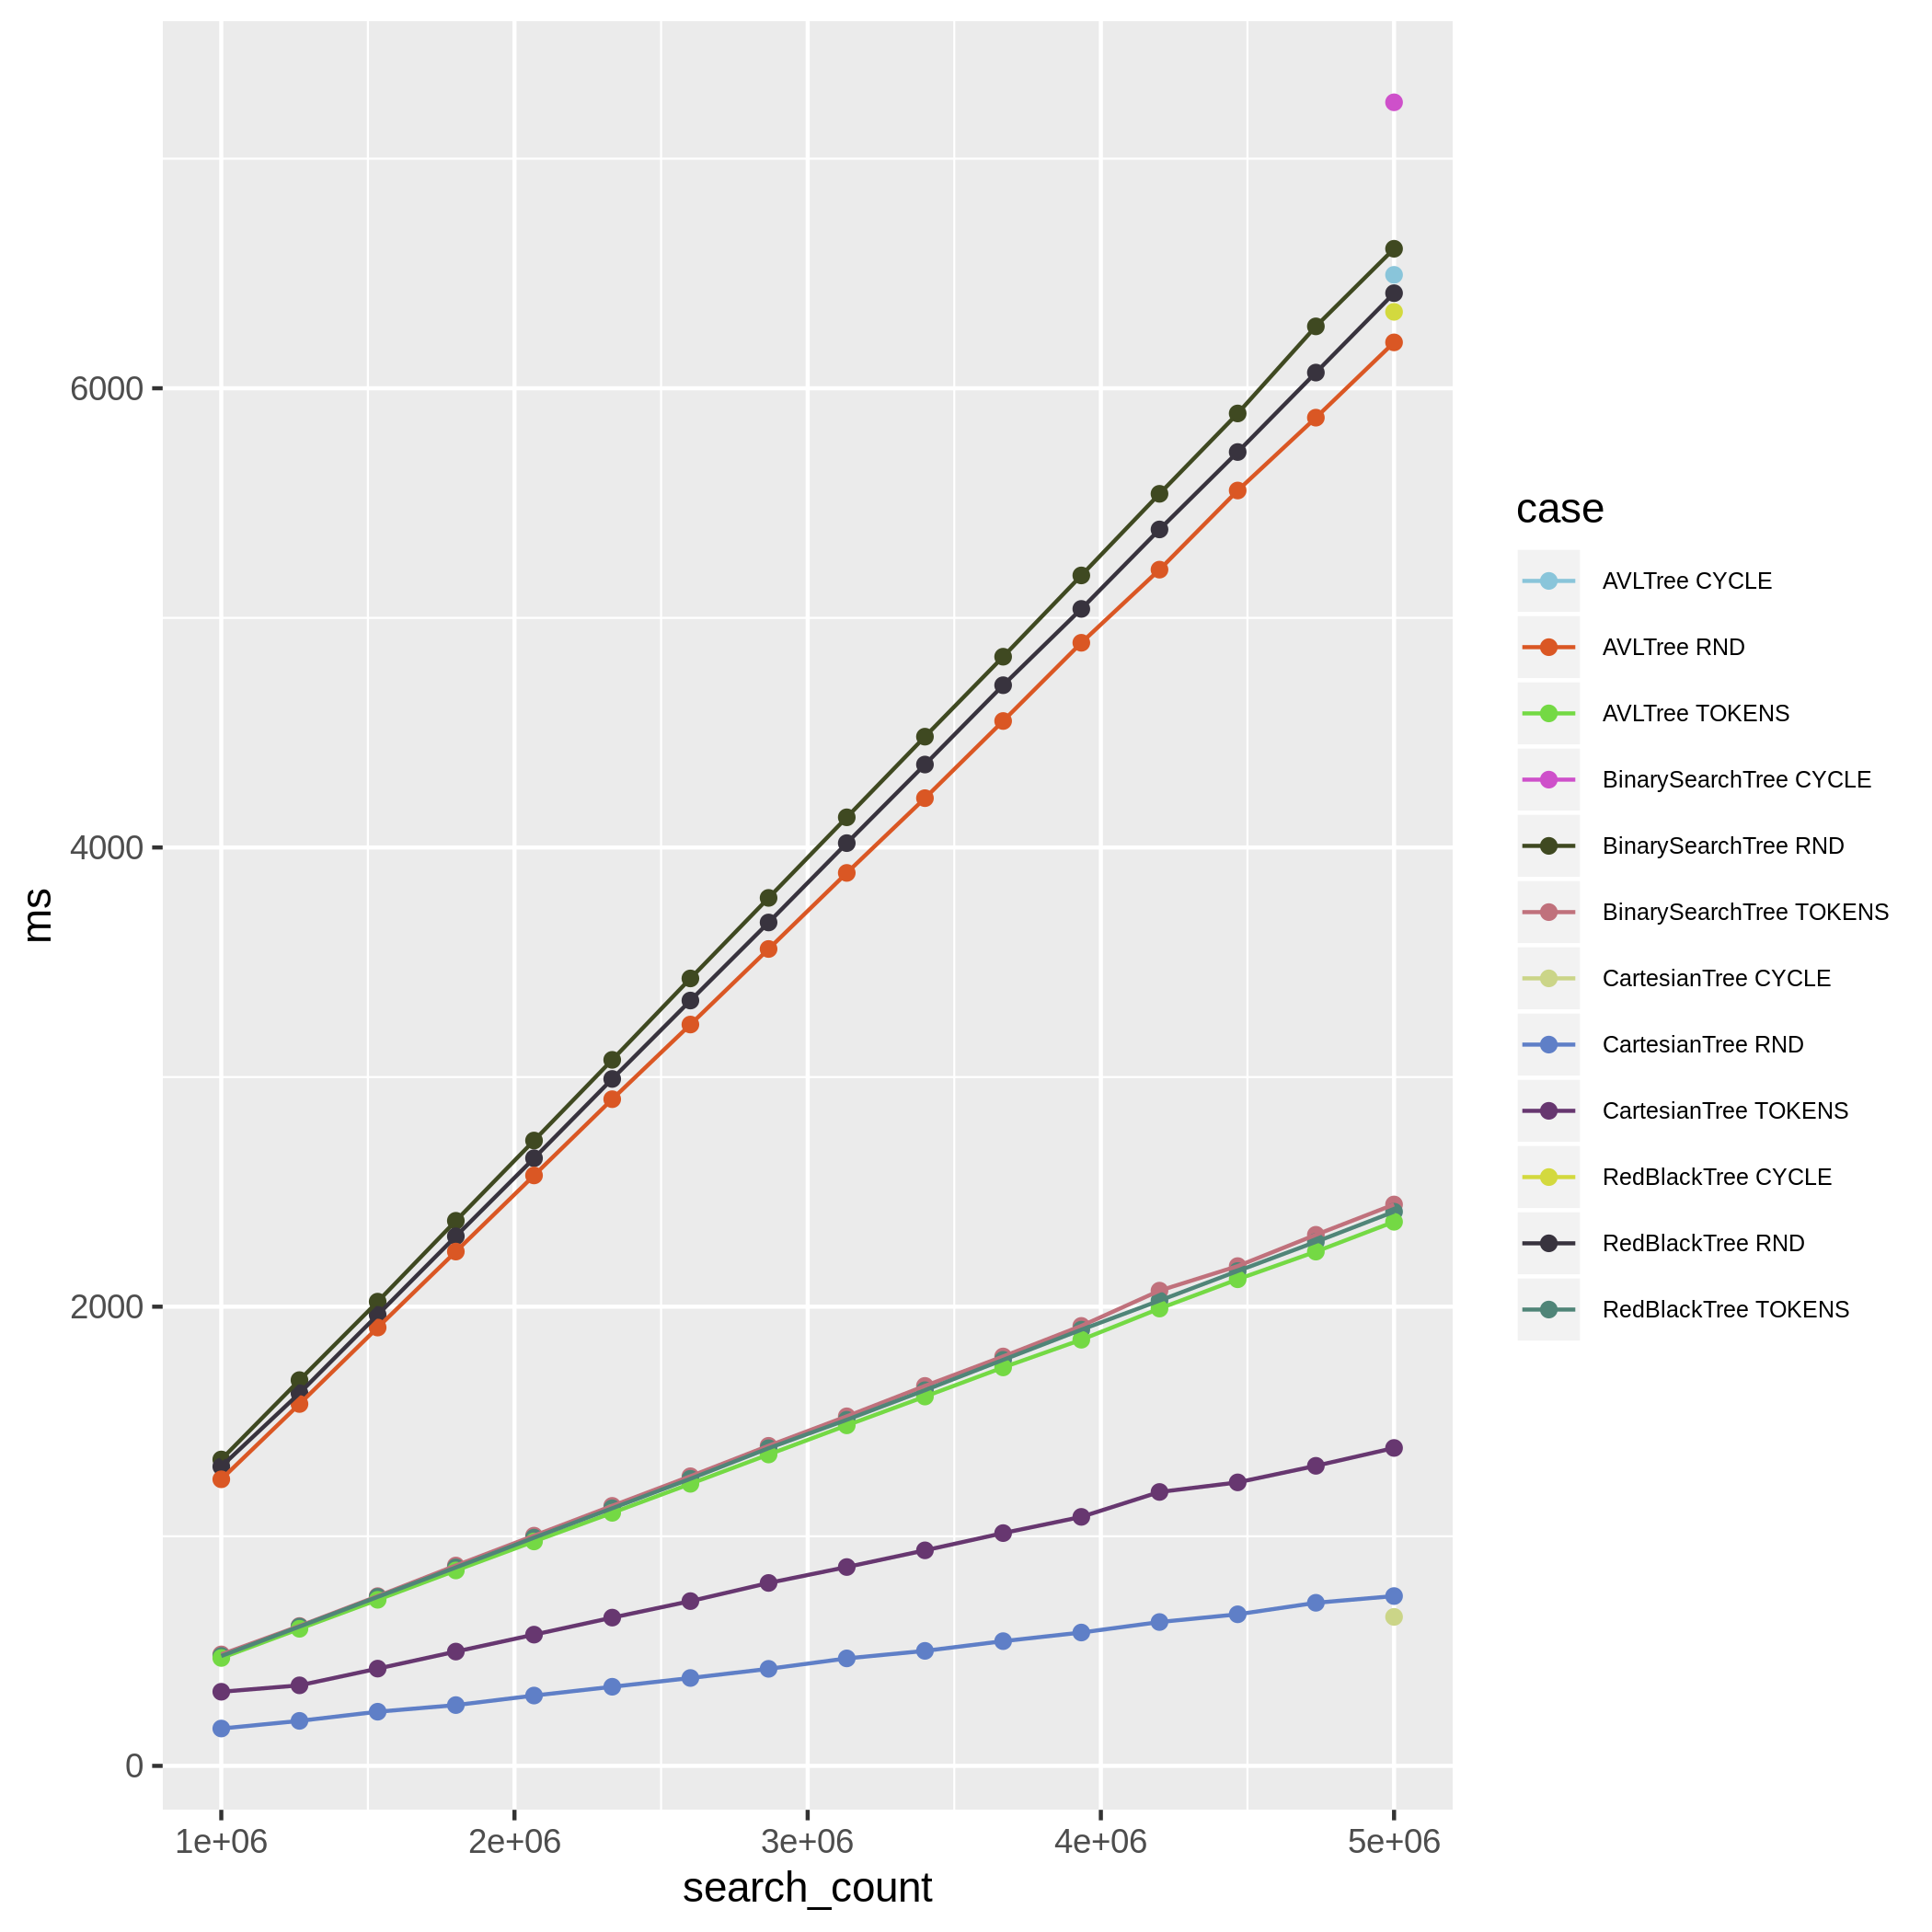 6000
4000
2000
0
ms
1e+06 2e+06 3e+06 4e+06 5e+06
search_count
case
AVLTree CYCLE
AVLTree RND
AVLTree TOKENS
BinarySearchTree CYCLE
BinarySearchTree RND
BinarySearchTree TOKENS
CartesianTree CYCLE
CartesianTree RND
CartesianTree TOKENS
RedBlackTree CYCLE
RedBlackTree RND
RedBlackTree TOKENS